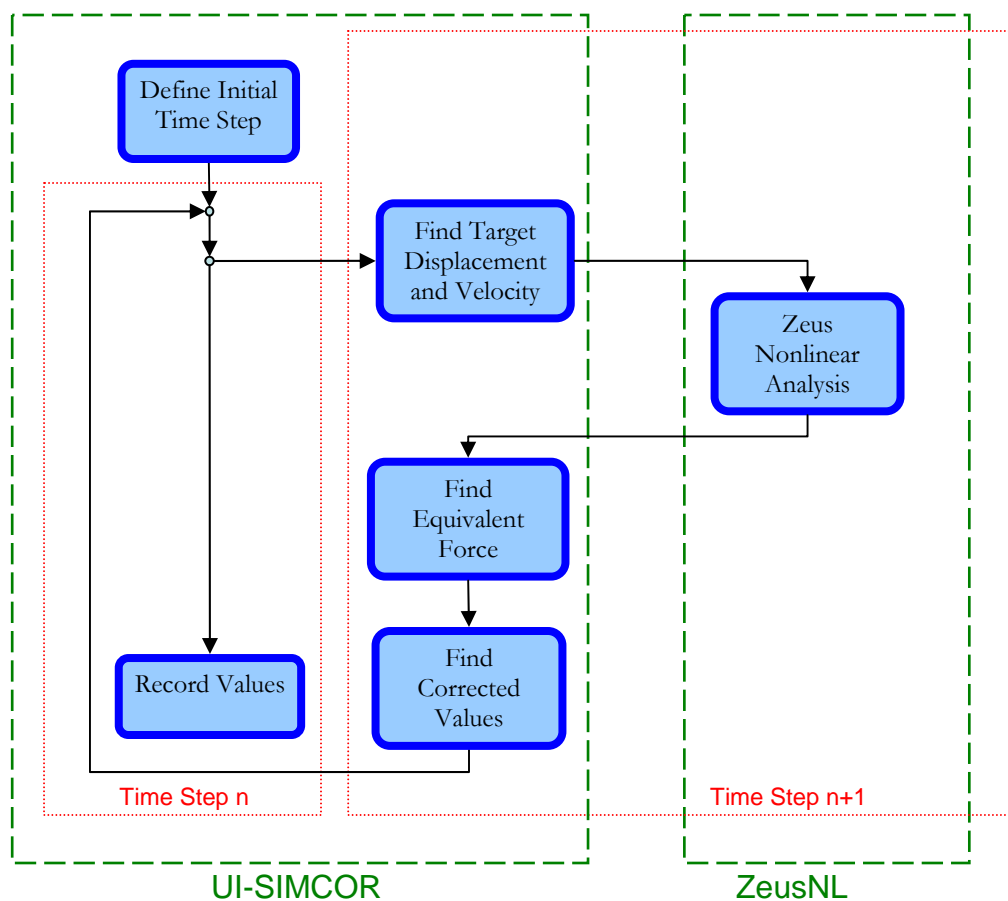 Define Initial
Time Step
Find Target
Displacement
and Velocity
Zeus
Nonlinear
Analysis
Find
Equivalent
Force
Record Values
Find
Corrected
Values
Time Step n
Time Step n+1
UI-SIMCOR
ZeusNL